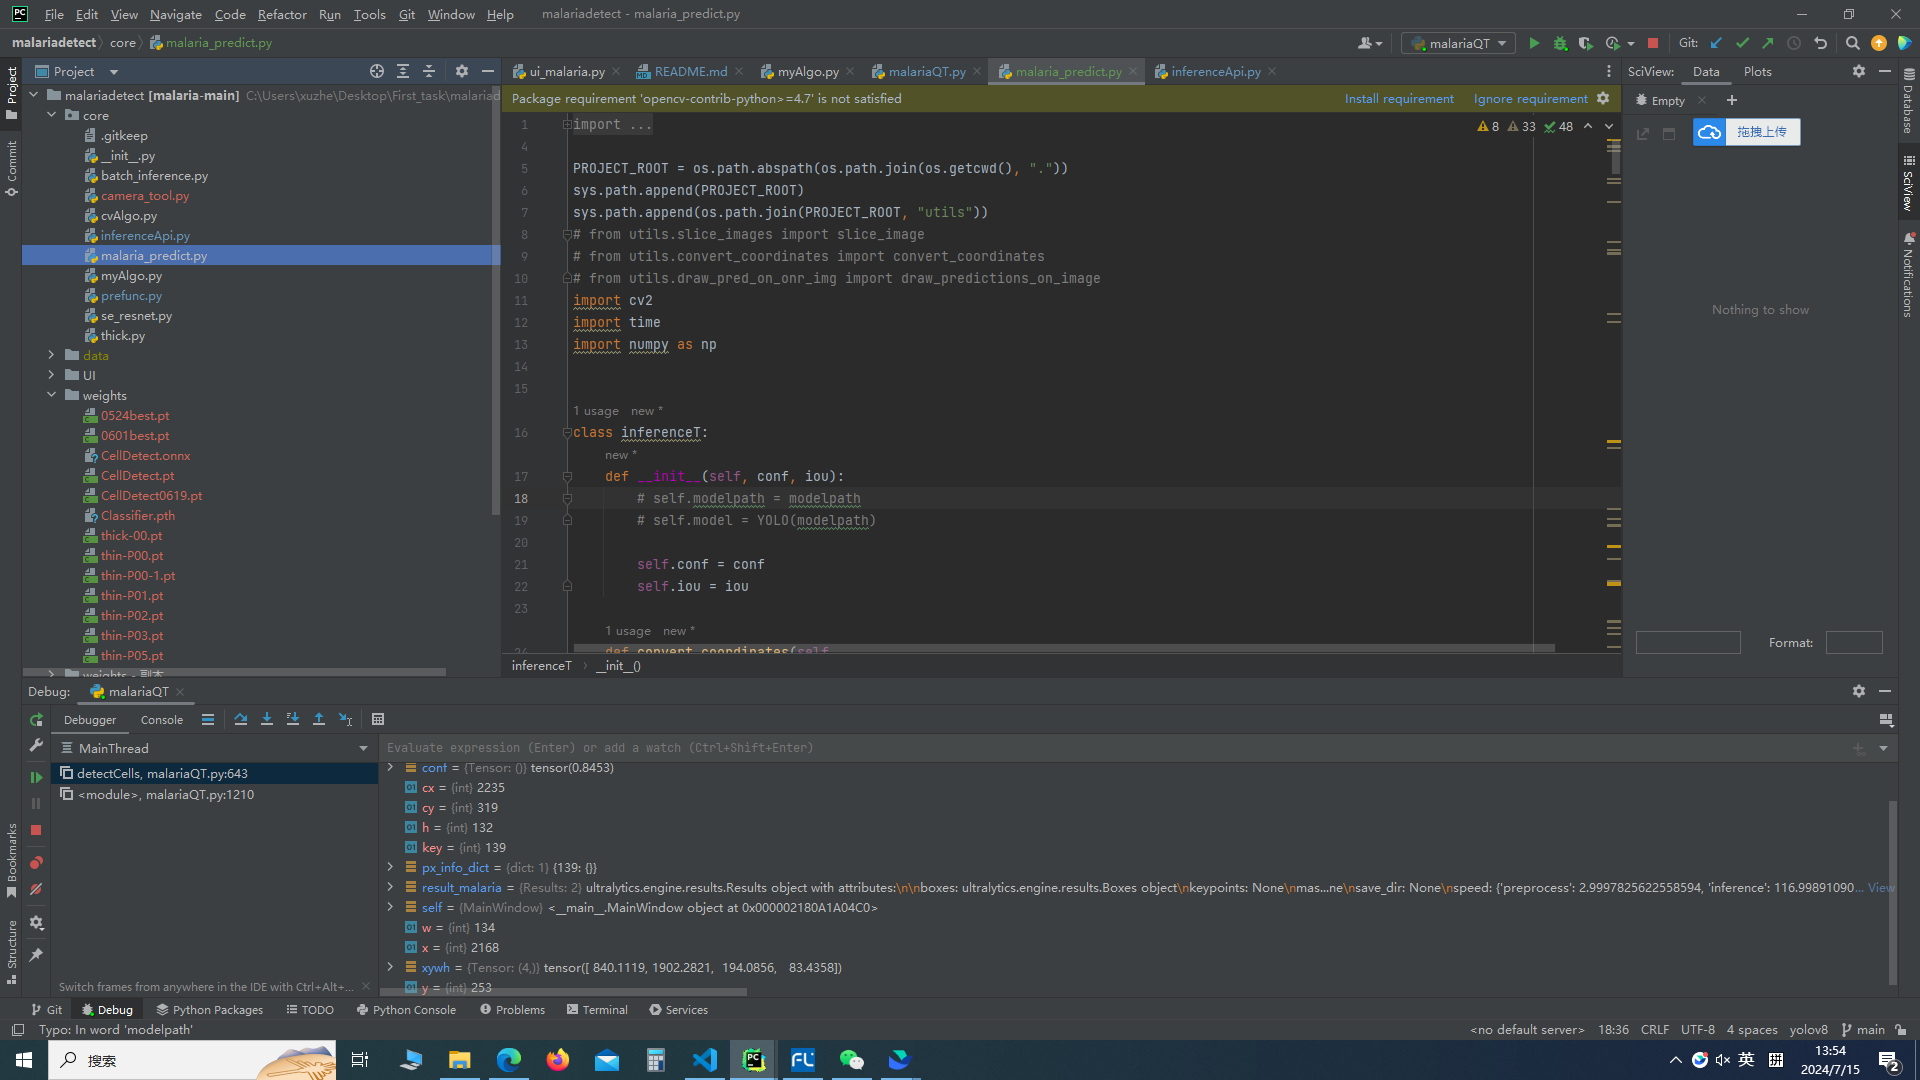 File Edit View Navigate Code Refactor Run Tools Git Window Help malariadetect - malaria_predict.py
malariadetect core malaria_predict.py malariaQT Git:
Project
ui_malaria.py README.md myAlgo.py malariaQT.py malaria_predict.py inferenceApi.py
SciView: Data Plots
malariadetect [malaria-main] C:\Users\xuzhe\Desktop\First_task\malariad
core
.gitkeep
__init__.py
batch_inference.py
camera_tool.py
cvAlgo.py
inferenceApi.py
malaria_predict.py
myAlgo.py
prefunc.py
se_resnet.py
thick.py
data
UI
weights
0524best.pt
0601best.pt
CellDetect.onnx
CellDetect.pt
CellDetect0619.pt
Classifier.pth
thick-00.pt
thin-P00.pt
thin-P00-1.pt
thin-P01.pt
thin-P02.pt
thin-P03.pt
thin-P05.pt
weights - 副本
Project
Commit
Bookmarks
Structure
Package requirement 'opencv-contrib-python>=4.7' is not satisfied Install requirement Ignore requirement
8 33 48
1 import ...
4
5 PROJECT_ROOT = os.path.abspath(os.path.join(os.getcwd(), "."))
6 sys.path.append(PROJECT_ROOT)
7 sys.path.append(os.path.join(PROJECT_ROOT, "utils"))
8 # from utils.slice_images import slice_image
9 # from utils.convert_coordinates import convert_coordinates
10 # from utils.draw_pred_on_onr_img import draw_predictions_on_image
11 import cv2
12 import time
13 import numpy as np
14
15
1 usage new *
16 class inferenceT:
new *
17 def __init__(self, conf, iou):
18 # self.modelpath = modelpath
19 # self.model = YOLO(modelpath)
20
21 self.conf = conf
22 self.iou = iou
23
1 usage new *
24 def convert_coordinates(self
inferenceT __init__()
Empty
拖拽上传
Nothing to show
Format:
Database
SciView
Notifications
Debug: malariaQT
Debugger Console
MainThread
detectCells, malariaQT.py:643
<module>, malariaQT.py:1210
Switch frames from anywhere in the IDE with Ctrl+Alt+...
Evaluate expression (Enter) or add a watch (Ctrl+Shift+Enter)
conf = {Tensor: ()} tensor(0.8453)
cx = {int} 2235
cy = {int} 319
h = {int} 132
key = {int} 139
px_info_dict = {dict: 1} {139: {}}
result_malaria = {Results: 2} ultralytics.engine.results.Results object with attributes:\n\nboxes: ultralytics.engine.results.Boxes object\nkeypoints: None\nmas...ne\nsave_dir: None\nspeed: {'preprocess': 2.9997825622558594, 'inference': 116.99891090... View
self = {MainWindow} <__main__.MainWindow object at 0x000002180A1A04C0>
w = {int} 134
x = {int} 2168
xywh = {Tensor: (4,)} tensor([ 840.1119, 1902.2821, 194.0856, 83.4358])
y = {int} 253
Git Debug Python Packages TODO Python Console Problems Terminal Services
Typo: In word 'modelpath' <no default server> 18:36 CRLF UTF-8 4 spaces yolov8 main
搜索
英
13:54
2024/7/15
2